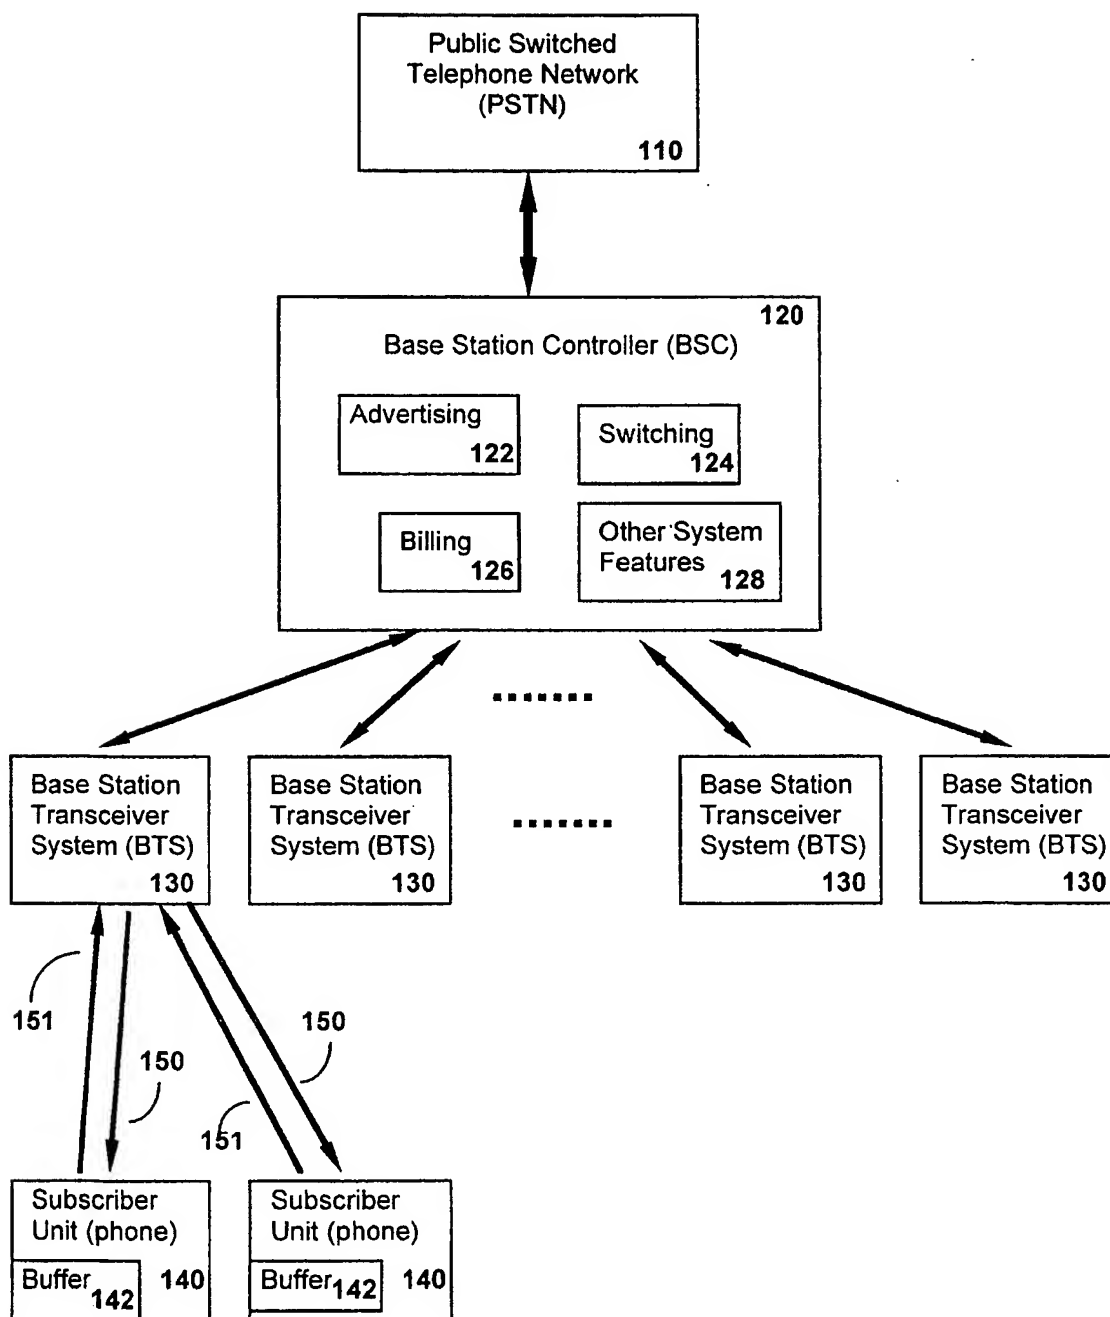 Public Switched
Telephone Network
(PSTN)
110
120
Base Station Controller (BSC)
Advertising
122
Switching
124
Billing
126
Other System
Features
128
Base Station
Transceiver
System (BTS)
130
Base Station
Transceiver
System (BTS)
130
Base Station
Transceiver
System (BTS)
130
Base Station
Transceiver
System (BTS)
130
151
150
150
151
Subscriber
Unit (phone)
Buffer
142
140
Subscriber
Unit (phone)
Buffer
142
140